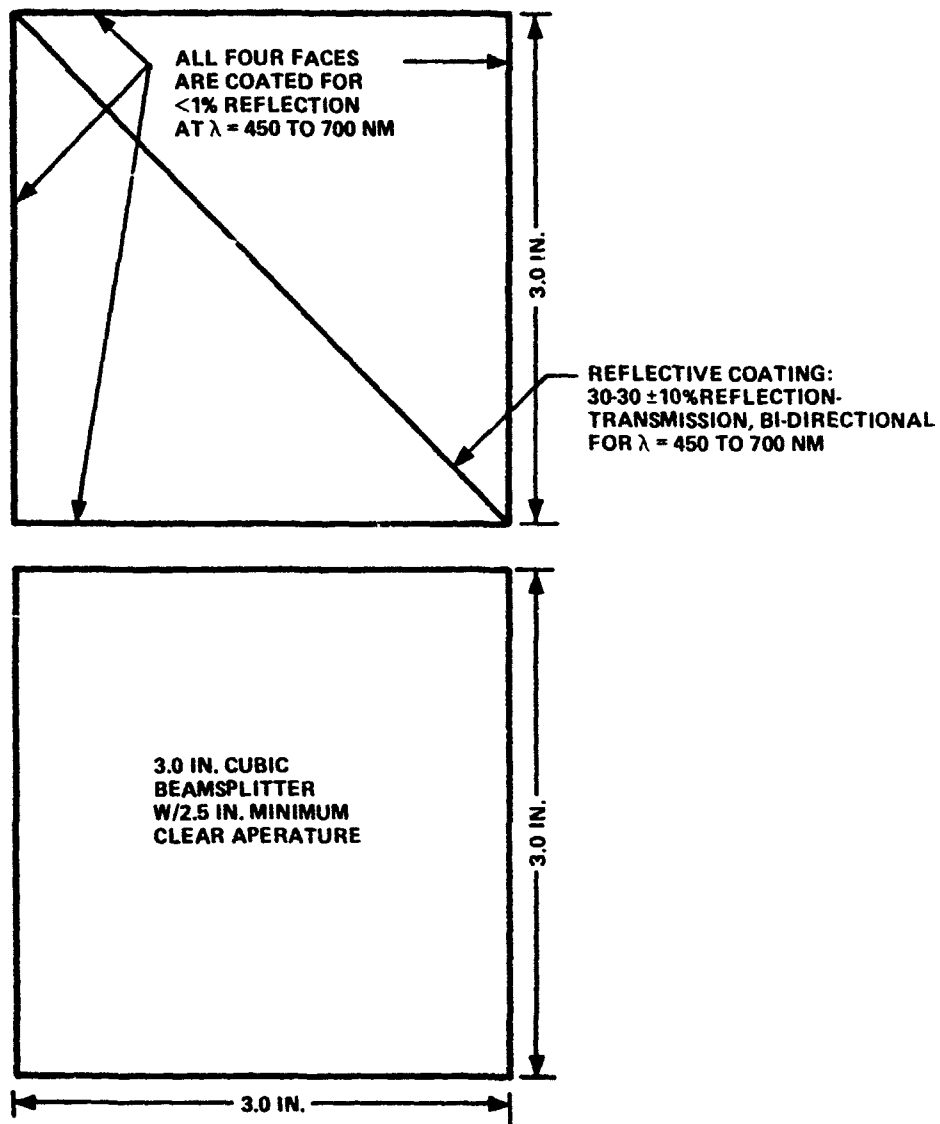 ALL FOUR FACES
ARE COATED FOR
<1% REFLECTION
AT λ = 450 TO 700 NM
3.0 IN.
REFLECTIVE COATING:
30-30 ±10%REFLECTION-
TRANSMISSION, BI-DIRECTIONAL
FOR λ = 450 TO 700 NM
3.0 IN. CUBIC
BEAMSPLITTER
W/2.5 IN. MINIMUM
CLEAR APERATURE
3.0 IN.
3.0 IN.